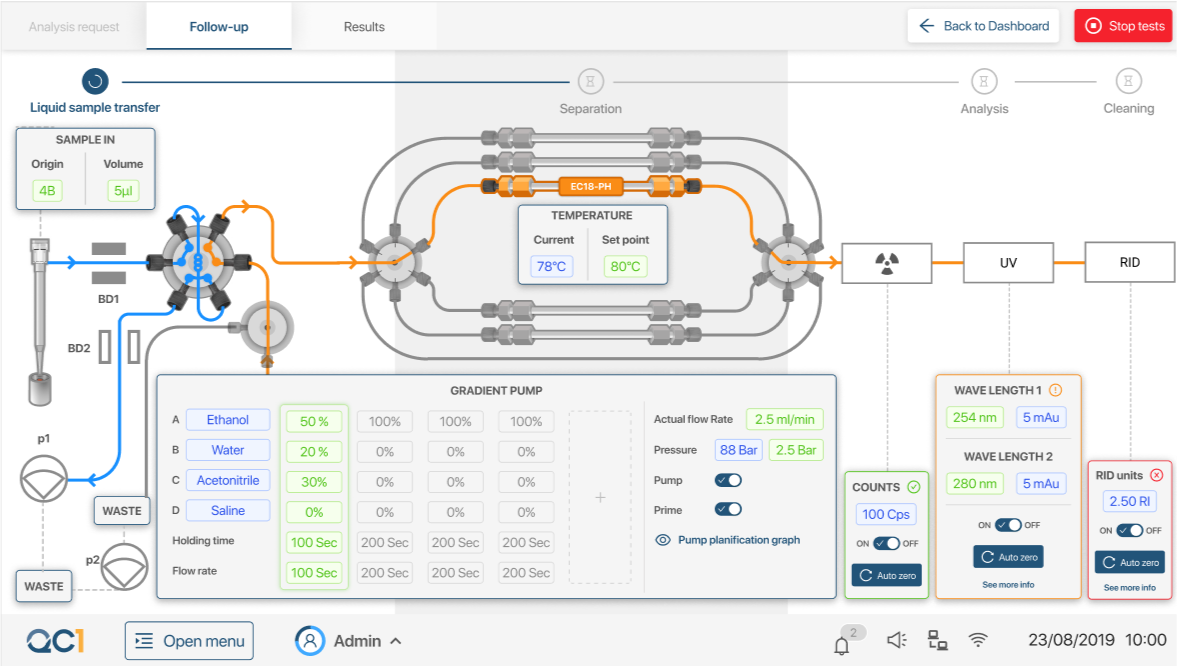 Analysis request
Follow-up
Results
Back to Dashboard
Stop tests
Liquid sample transfer
Separation
Analysis
Cleaning
SAMPLE IN
Origin Volume
4B 5µl
EC18-PH
TEMPERATURE
Current Set point
78°C 80°C
UV
RID
BD1
BD2
p1
WASTE
p2
WASTE
GRADIENT PUMP
A Ethanol 50 % 100% 100% 100%
B Water 20 % 0% 0% 0%
C Acetonitrile 30% 0% 0% 0%
D Saline 0% 0% 0% 0%
Holding time 100 Sec 200 Sec 200 Sec 200 Sec
Flow rate 100 Sec 200 Sec 200 Sec 200 Sec
+
Actual flow Rate 2.5 ml/min
Pressure 88 Bar 2.5 Bar
Pump
Prime
Pump planification graph
COUNTS
100 Cps
ON OFF
Auto zero
WAVE LENGTH 1
254 nm 5 mAu
WAVE LENGTH 2
280 nm 5 mAu
ON OFF
Auto zero
See more info
RID units
2.50 RI
ON OFF
Auto zero
See more info
QC1
Open menu
Admin
2
23/08/2019 10:00